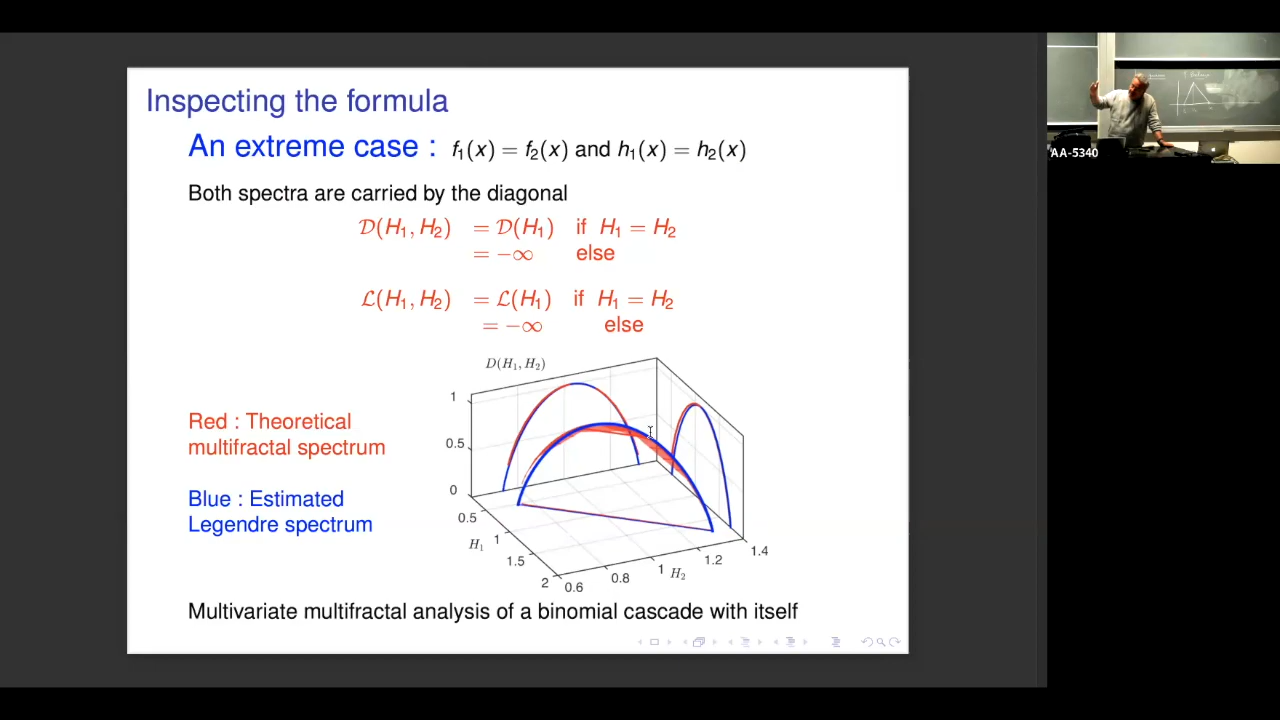 Inspecting the formula
An extreme case : f₁(x) = f₂(x) and h₁(x) = h₂(x)
Both spectra are carried by the diagonal
𝒟(H₁, H₂) = 𝒟(H₁) if H₁ = H₂
= −∞ else
ℒ(H₁, H₂) = ℒ(H₁) if H₁ = H₂
= −∞ else
D(H₁, H₂)
1
0.5
0
0.5
H₁ 1
1.5
2
0.6
0.8
1 H₂
1.2
1.4
Red : Theoretical
multifractal spectrum
Blue : Estimated
Legendre spectrum
Multivariate multifractal analysis of a binomial cascade with itself
AA-5340